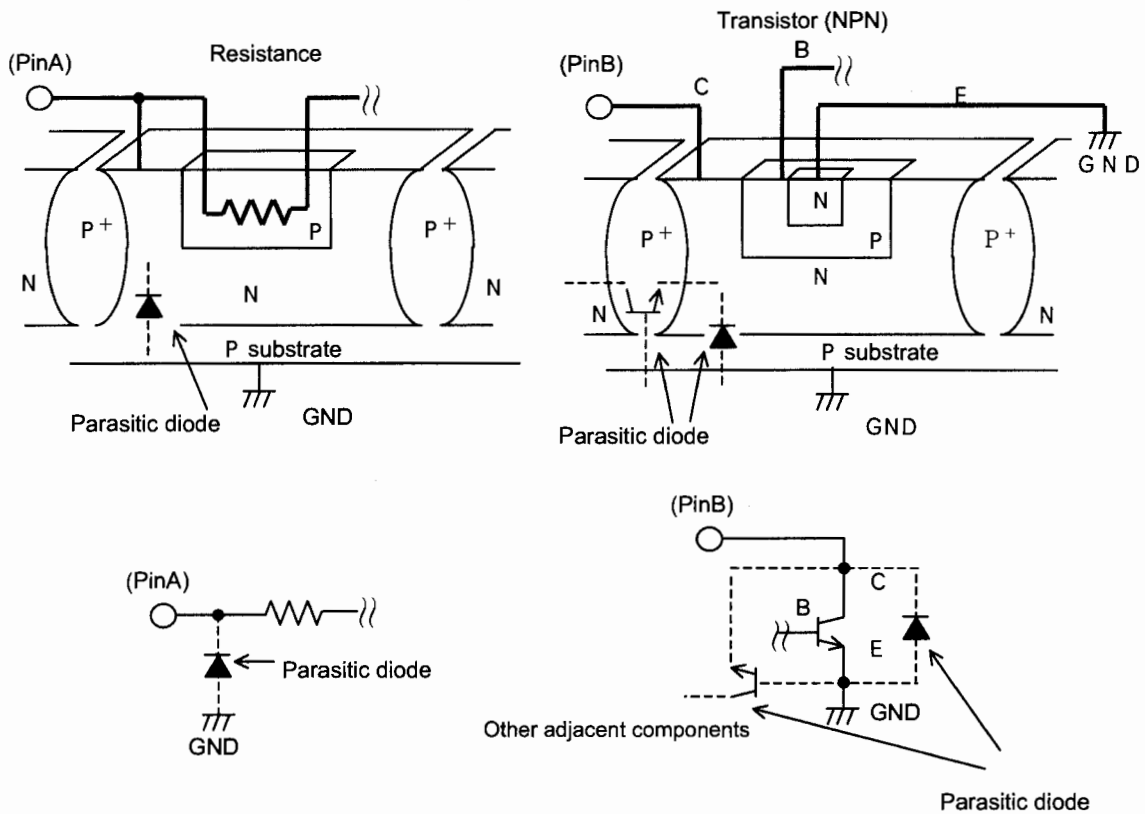 Resistance
(PinA)
P +
P
P +
N
N
N
P substrate
GND
Parasitic diode
Transistor (NPN)
B
(PinB)
C
E
G N D
N
P +
P
P +
N
N
N
P substrate
GND
Parasitic diode
(PinA)
Parasitic diode
GND
(PinB)
C
B
E
GND
Other adjacent components
Parasitic diode